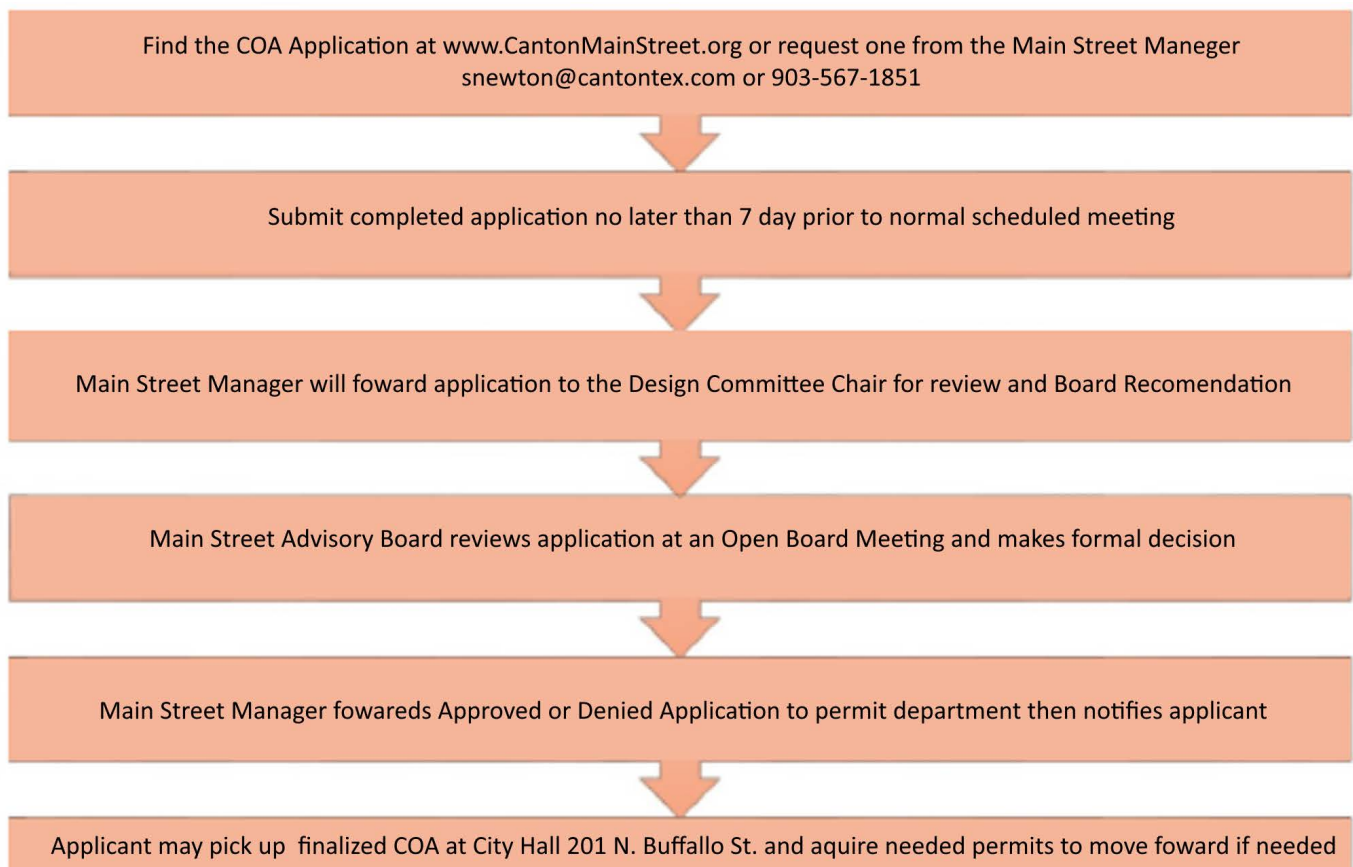 Find the COA Application at www.CantonMainStreet.org or request one from the Main Street Maneger
snewton@cantontex.com or 903-567-1851
Submit completed application no later than 7 day prior to normal scheduled meeting
Main Street Manager will foward application to the Design Committee Chair for review and Board Recomendation
Main Street Advisory Board reviews application at an Open Board Meeting and makes formal decision
Main Street Manager fowareds Approved or Denied Application to permit department then notifies applicant
Applicant may pick up finalized COA at City Hall 201 N. Buffallo St. and aquire needed permits to move foward if needed